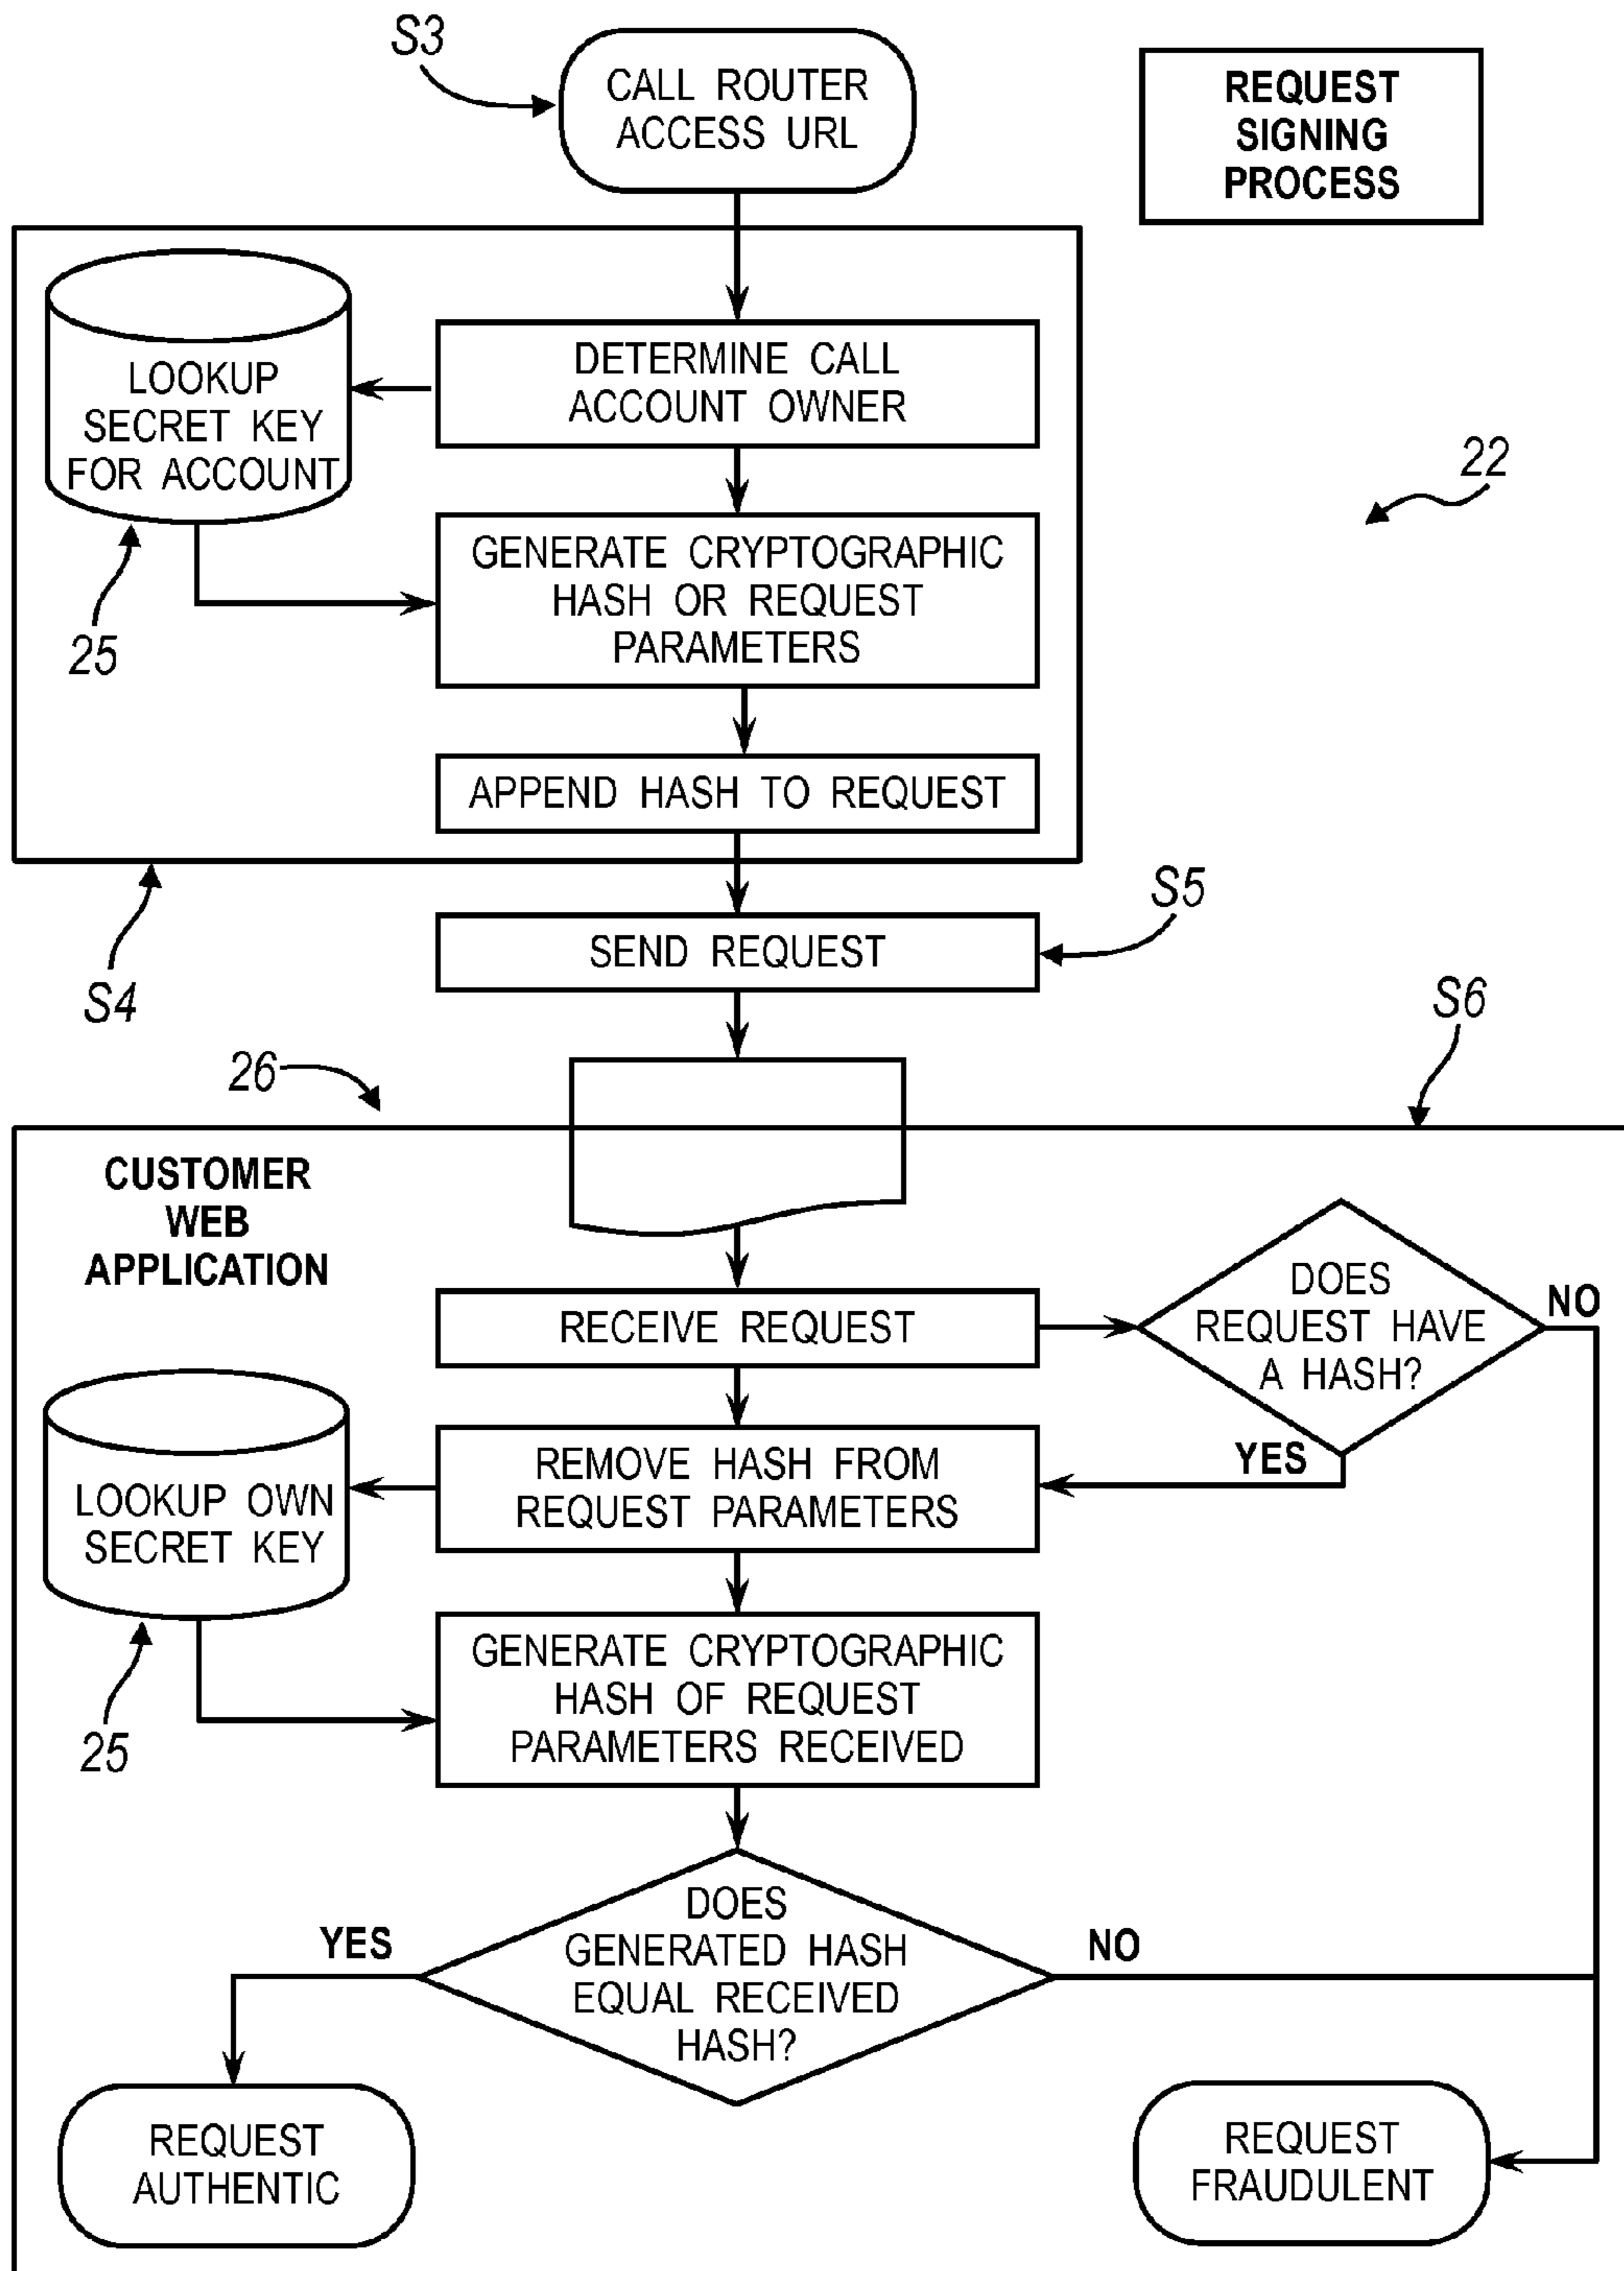 S3
CALL ROUTER
ACCESS URL
REQUEST
SIGNING
PROCESS
LOOKUP
SECRET KEY
FOR ACCOUNT
DETERMINE CALL
ACCOUNT OWNER
22
GENERATE CRYPTOGRAPHIC
HASH OR REQUEST
PARAMETERS
25
APPEND HASH TO REQUEST
S4
SEND REQUEST
S5
S6
26
CUSTOMER
WEB
APPLICATION
RECEIVE REQUEST
DOES
REQUEST HAVE
A HASH?
NO
YES
REMOVE HASH FROM
REQUEST PARAMETERS
LOOKUP OWN
SECRET KEY
GENERATE CRYPTOGRAPHIC
HASH OF REQUEST
PARAMETERS RECEIVED
25
DOES
GENERATED HASH
EQUAL RECEIVED
HASH?
YES
NO
REQUEST
AUTHENTIC
REQUEST
FRAUDULENT